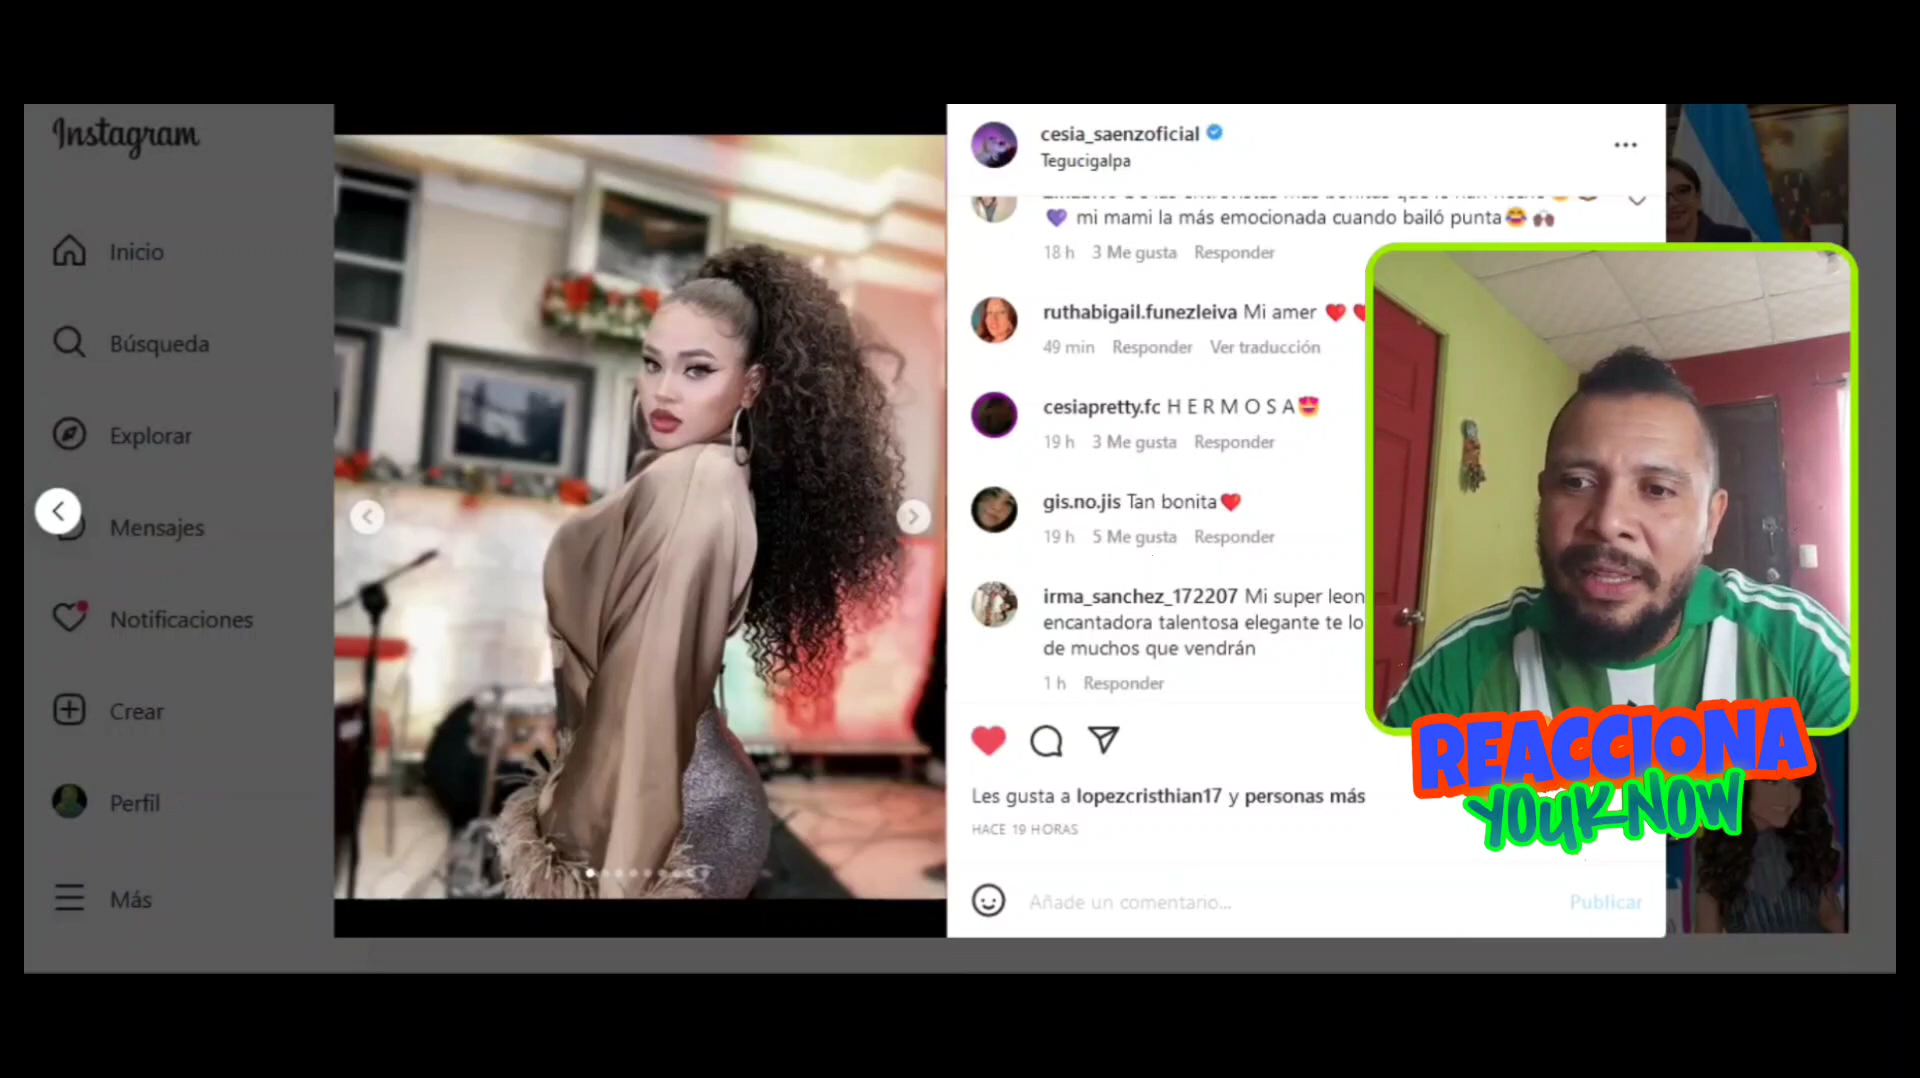 Instagram
Inicio
Búsqueda
Explorar
Mensajes
Notificaciones
Crear
Perfil
Más
cesia_saenzoficial
Tegucigalpa
💜 mi mami la más emocionada cuando bailó punta😂🙌🏿
18 h 3 Me gusta Responder
ruthabigail.funezleiva Mi amer ❤️
49 min Responder Ver traducción
cesiapretty.fc H E R M O S A😍
19 h 3 Me gusta Responder
gis.no.jis Tan bonita❤️
19 h 5 Me gusta Responder
irma_sanchez_172207 Mi super leon
encantadora talentosa elegante te lo
de muchos que vendrán
1 h Responder
Les gusta a lopezcristhian17 y personas más
HACE 19 HORAS
Añade un comentario...
Publicar
REACCIONA
YOUKNOW